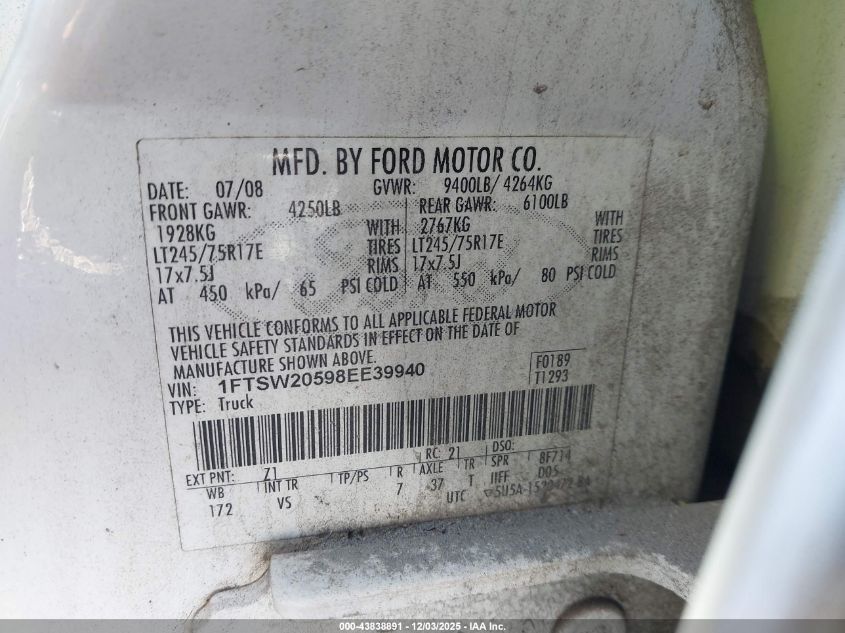 MFD. BY FORD MOTOR CO.
DATE: 07/08 GVWR: 9400LB/ 4264KG
FRONT GAWR: 4250LB REAR GAWR: 6100LB
1928KG WITH 2767KG WITH
LT245/75R17E TIRES LT245/75R17E TIRES
17x7.5J RIMS 17x7.5J RIMS
AT 450 kPa/ 65 PSI COLD AT 550 kPa/ 80 PSI COLD
THIS VEHICLE CONFORMS TO ALL APPLICABLE FEDERAL MOTOR
VEHICLE SAFETY STANDARDS IN EFFECT ON THE DATE OF
MANUFACTURE SHOWN ABOVE.
VIN: 1FTSW20598EE39940 F0189
TYPE: Truck T1293
RC: 21 DSO:
EXT PNT: Z1 8F714
WB INT TR TP/PS R AXLE TR SPR
172 VS 7 37 T IIFF D05
UTC
000-43838891 - 12/03/2025 - IAA Inc.